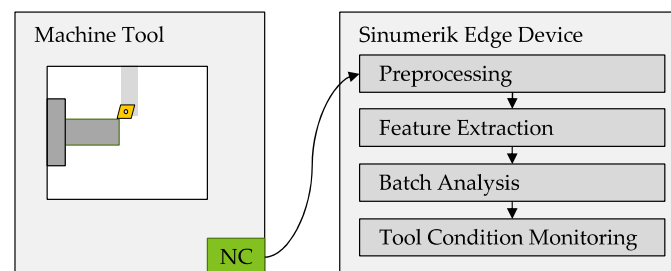 Machine Tool
NC
Sinumerik Edge Device
Preprocessing
Feature Extraction
Batch Analysis
Tool Condition Monitoring